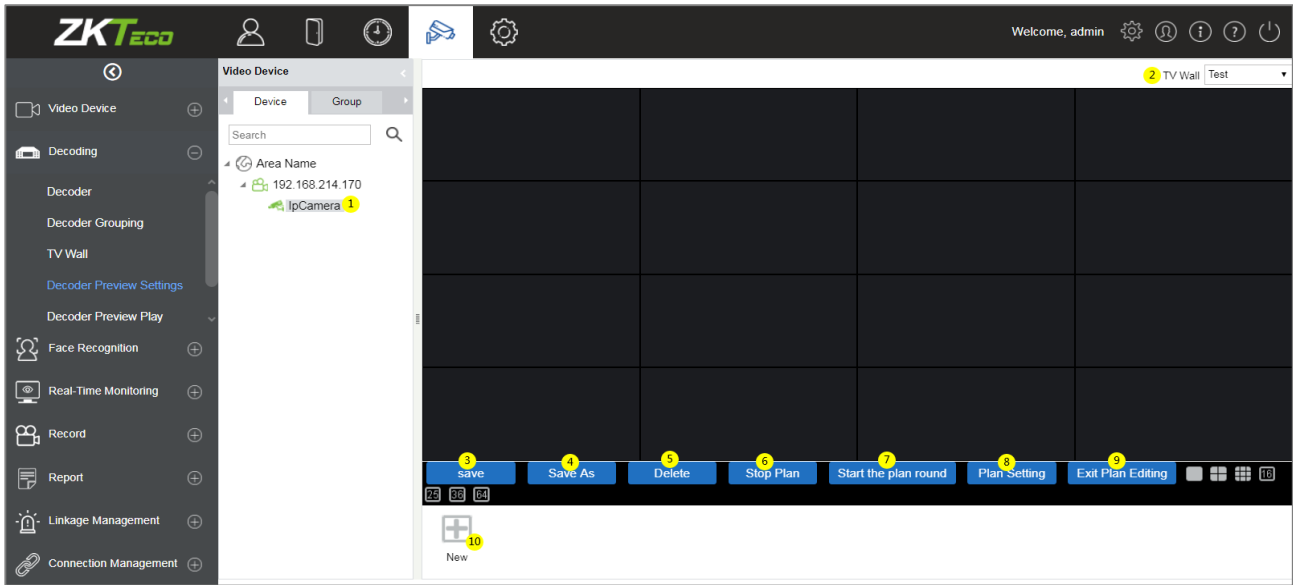 ZKTeco
Welcome, admin
Video Device
Decoding
Decoder
Decoder Grouping
TV Wall
Decoder Preview Settings
Decoder Preview Play
Face Recognition
Real-Time Monitoring
Record
Report
Linkage Management
Connection Management
Video Device
Device Group
Search
Area Name
192.168.214.170
IpCamera 1
2 TV Wall Test
3 4 5 6 7 8 9
save Save As Delete Stop Plan Start the plan round Plan Setting Exit Plan Editing 16
25 36 64
10
New